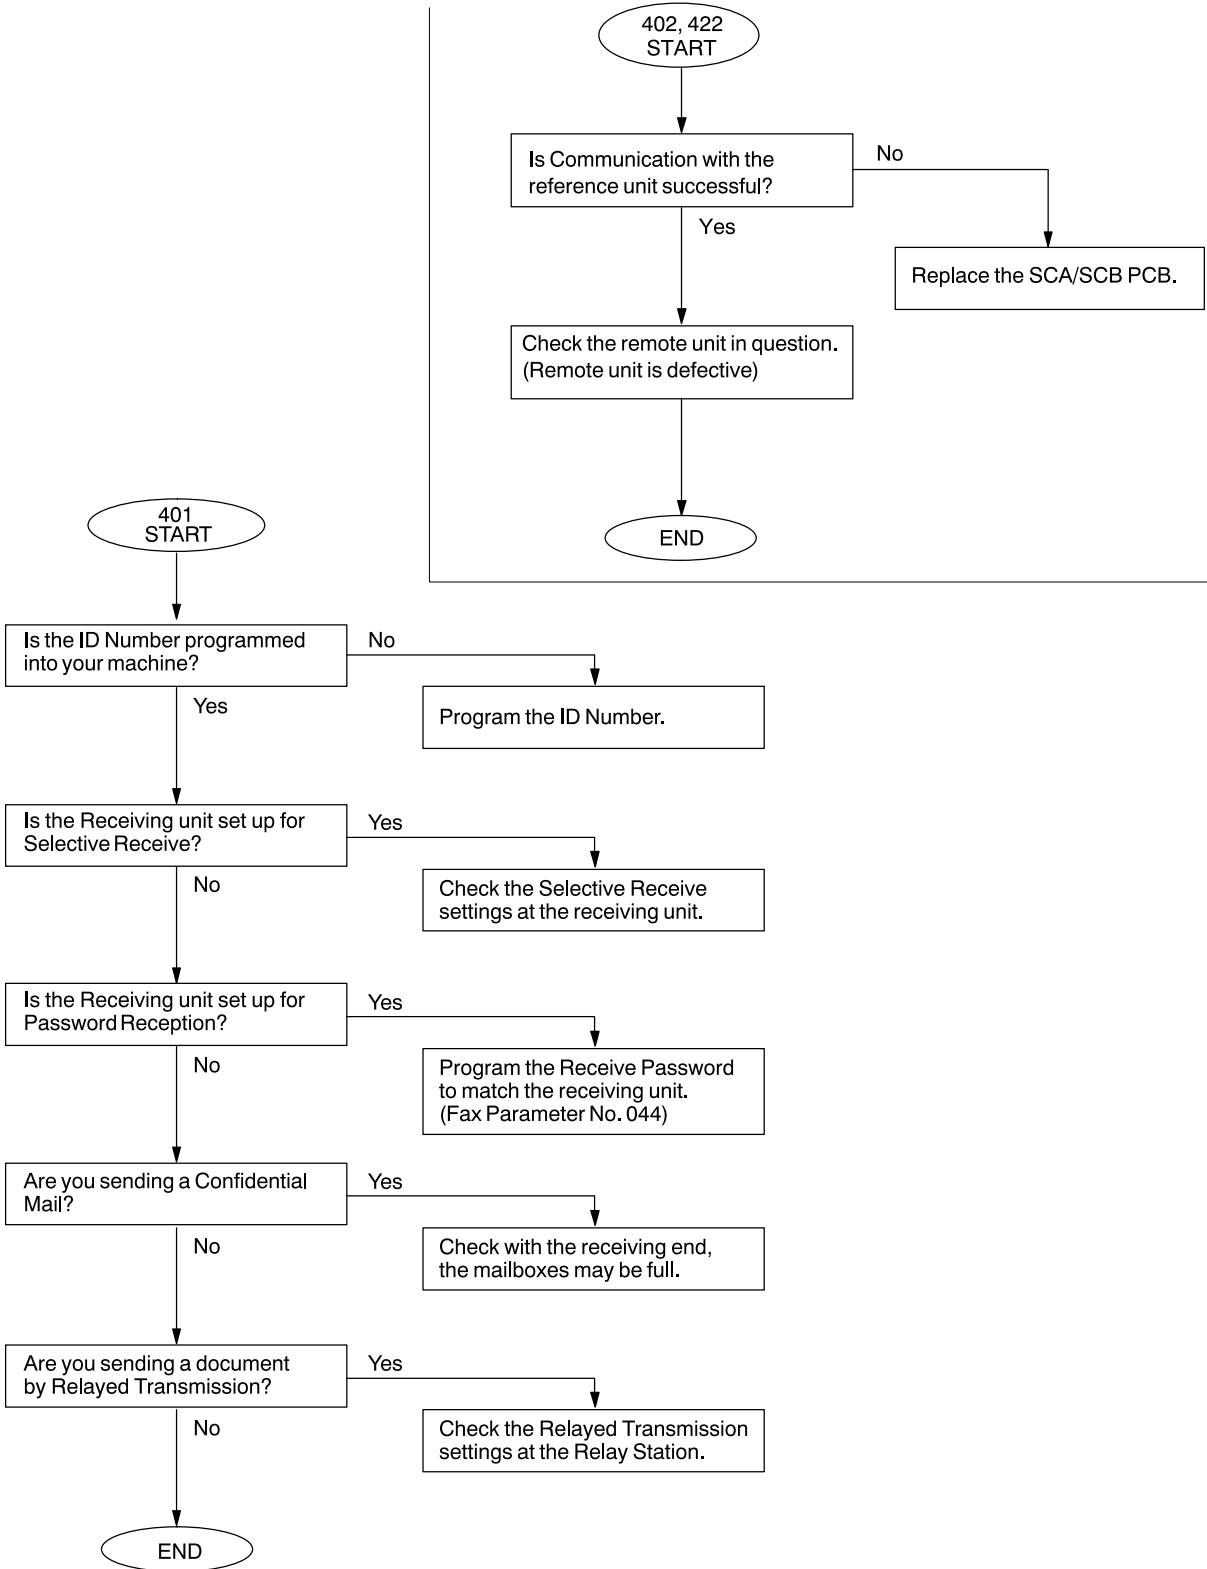 402, 422
START
Is Communication with the
reference unit successful?
No
Yes
Replace the SCA/SCB PCB.
Check the remote unit in question.
(Remote unit is defective)
END
401
START
Is the ID Number programmed
into your machine?
No
Yes
Program the ID Number.
Is the Receiving unit set up for
Selective Receive?
Yes
No
Check the Selective Receive
settings at the receiving unit.
Is the Receiving unit set up for
Password Reception?
Yes
No
Program the Receive Password
to match the receiving unit.
(Fax Parameter No. 044)
Are you sending a Confidential
Mail?
Yes
No
Check with the receiving end,
the mailboxes may be full.
Are you sending a document
by Relayed Transmission?
Yes
No
Check the Relayed Transmission
settings at the Relay Station.
END